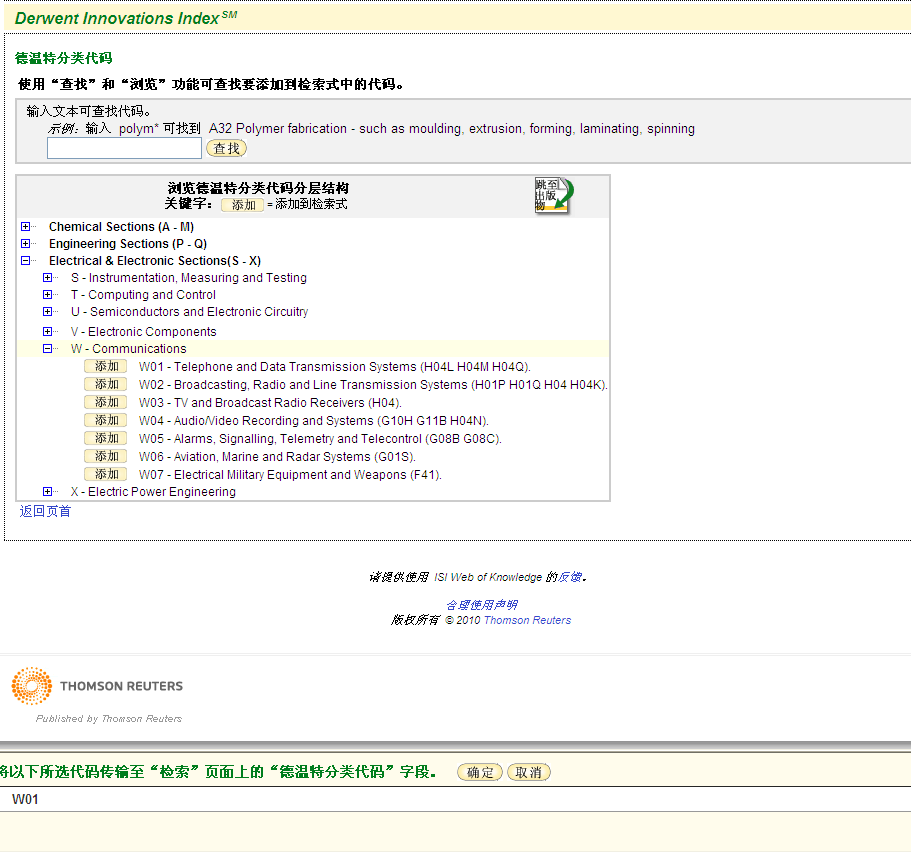 Derwent Innovations Index SM
德温特分类代码
使用“查找”和“浏览”功能可查找要添加到检索式中的代码。
输入文本可查找代码。
示例: 输入 polym* 可找到 A32 Polymer fabrication - such as moulding, extrusion, forming, laminating, spinning
查找
浏览德温特分类代码分层结构
关键字: 添加 = 添加到检索式
跳至
出版
物
Chemical Sections (A - M)
Engineering Sections (P - Q)
Electrical & Electronic Sections(S - X)
S - Instrumentation, Measuring and Testing
T - Computing and Control
U - Semiconductors and Electronic Circuitry
V - Electronic Components
W - Communications
添加 W01 - Telephone and Data Transmission Systems (H04L H04M H04Q).
添加 W02 - Broadcasting, Radio and Line Transmission Systems (H01P H01Q H04 H04K).
添加 W03 - TV and Broadcast Radio Receivers (H04).
添加 W04 - Audio/Video Recording and Systems (G10H G11B H04N).
添加 W05 - Alarms, Signalling, Telemetry and Telecontrol (G08B G08C).
添加 W06 - Aviation, Marine and Radar Systems (G01S).
添加 W07 - Electrical Military Equipment and Weapons (F41).
X - Electric Power Engineering
返回页首
请提供使用 ISI Web of Knowledge 的反馈。
合理使用声明
版权所有 © 2010 Thomson Reuters
THOMSON REUTERS
Published by Thomson Reuters
将以下所选代码传输至“检索”页面上的“德温特分类代码”字段。 确定 取消
W01